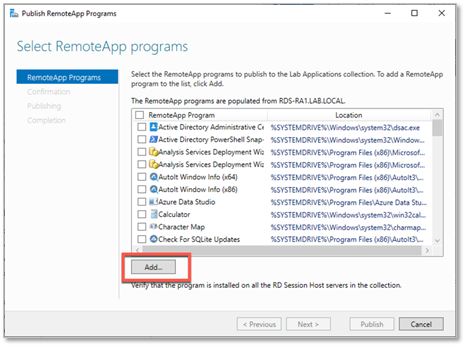 Publish RemoteApp Programs
Select RemoteApp programs
RemoteApp Programs
Confirmation
Publishing
Completion
Select the RemoteApp programs to publish to the Lab Applications collection. To add a RemoteApp
program to the list, click Add.
The RemoteApp programs are populated from RDS-RA1.LAB.LOCAL.
RemoteApp Program Location
Active Directory Administrative Ce %SYSTEMDRIVE%\Windows\system32\dsac.exe
Active Directory PowerShell Snap- %SYSTEMDRIVE%\Windows\system32\Windows...
Analysis Services Deployment Wiz %SYSTEMDRIVE%\Program Files (x86)\Microsof...
Analysis Services Deployment Wiz %SYSTEMDRIVE%\Program Files (x86)\Microsof...
AutoIt Window Info (x64) %SYSTEMDRIVE%\Program Files (x86)\AutoIt3\...
AutoIt Window Info (x86) %SYSTEMDRIVE%\Program Files (x86)\AutoIt3\...
Azure Data Studio %SYSTEMDRIVE%\Program Files\Azure Data Stu...
Calculator %SYSTEMDRIVE%\Windows\system32\win32cal...
Character Map %SYSTEMDRIVE%\Windows\system32\charmap...
Check For SQLite Updates %SYSTEMDRIVE%\Program Files (x86)\AutoIt3\...
Add...
Verify that the program is installed on all the RD Session Host servers in the collection.
< Previous Next > Publish Cancel